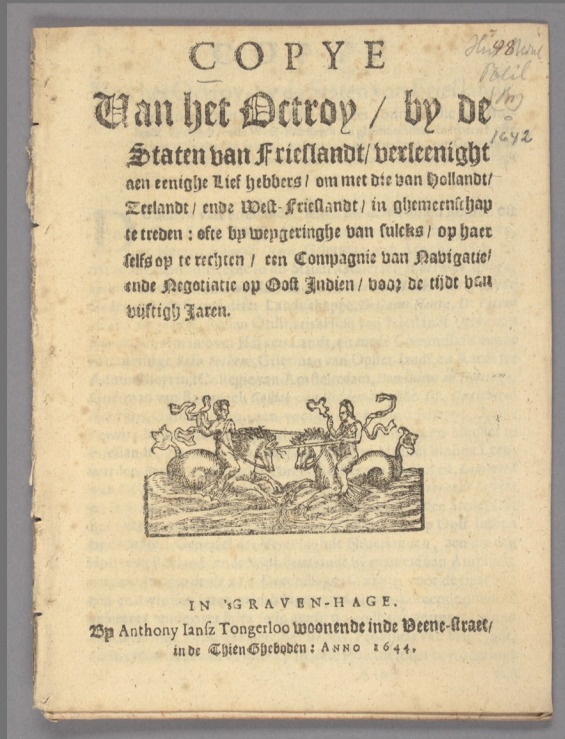 COPYE
Van het Octroy / by de
Staten van Frieslandt / verleenight
aen eenighe Lief hebbers / om met die van Hollandt /
Zeelandt / ende West-Frieslandt / in ghemeenschap
te treden : ofte by weygeringhe van sulcks / op haer
selfs op te rechten / een Compagnie van Navigatie /
ende Negotiatie op Oost Indien / voor de tijdt van
vijftigh Jaren.
98
1642
IN 'sGRAVEN-HAGE.
By Anthony Iansz Tongerloo woonende inde Veene-straet /
in de Thien Gheboden : ANNO 1644.